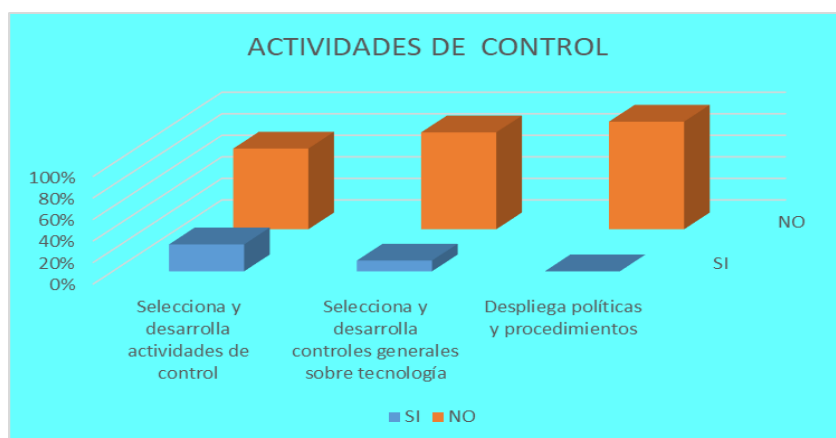 ACTIVIDADES DE CONTROL
100%
80%
60%
40%
20%
0%
NO
SI
Selecciona y
desarrolla
actividades de
control
Selecciona y
desarrolla
controles generales
sobre tecnología
Despliega políticas
y procedimientos
SI NO